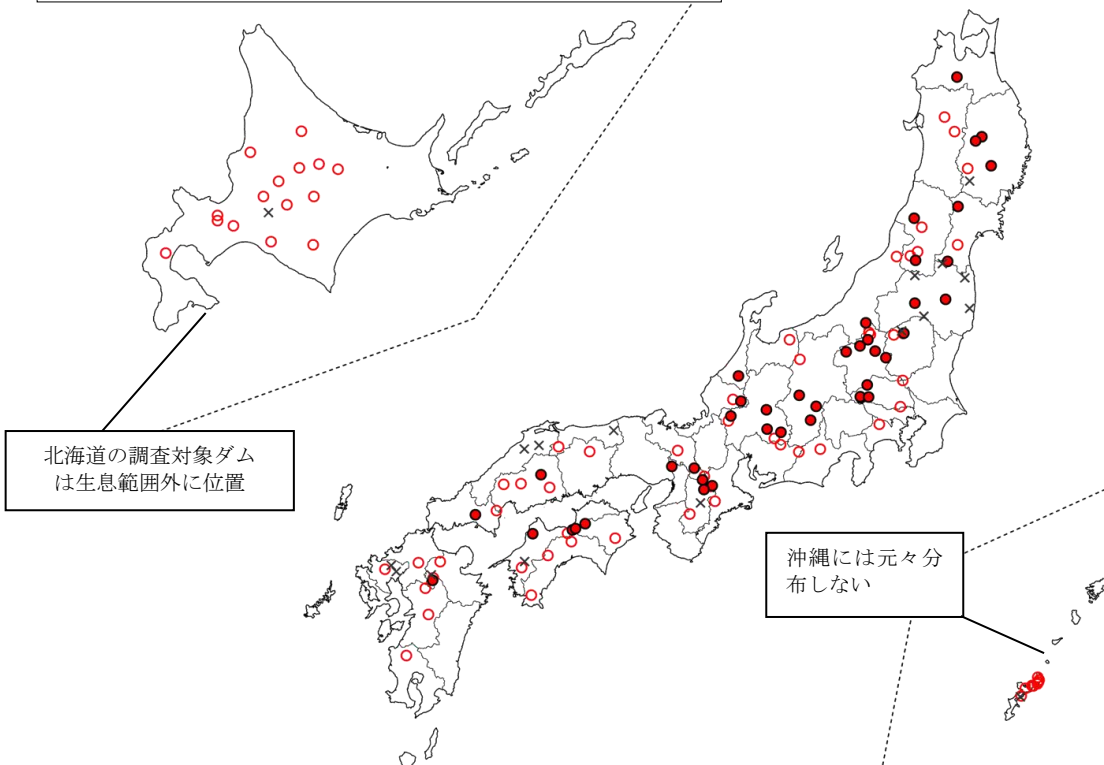 北海道の調査対象ダム
は生息範囲外に位置
沖縄には元々分
布しない